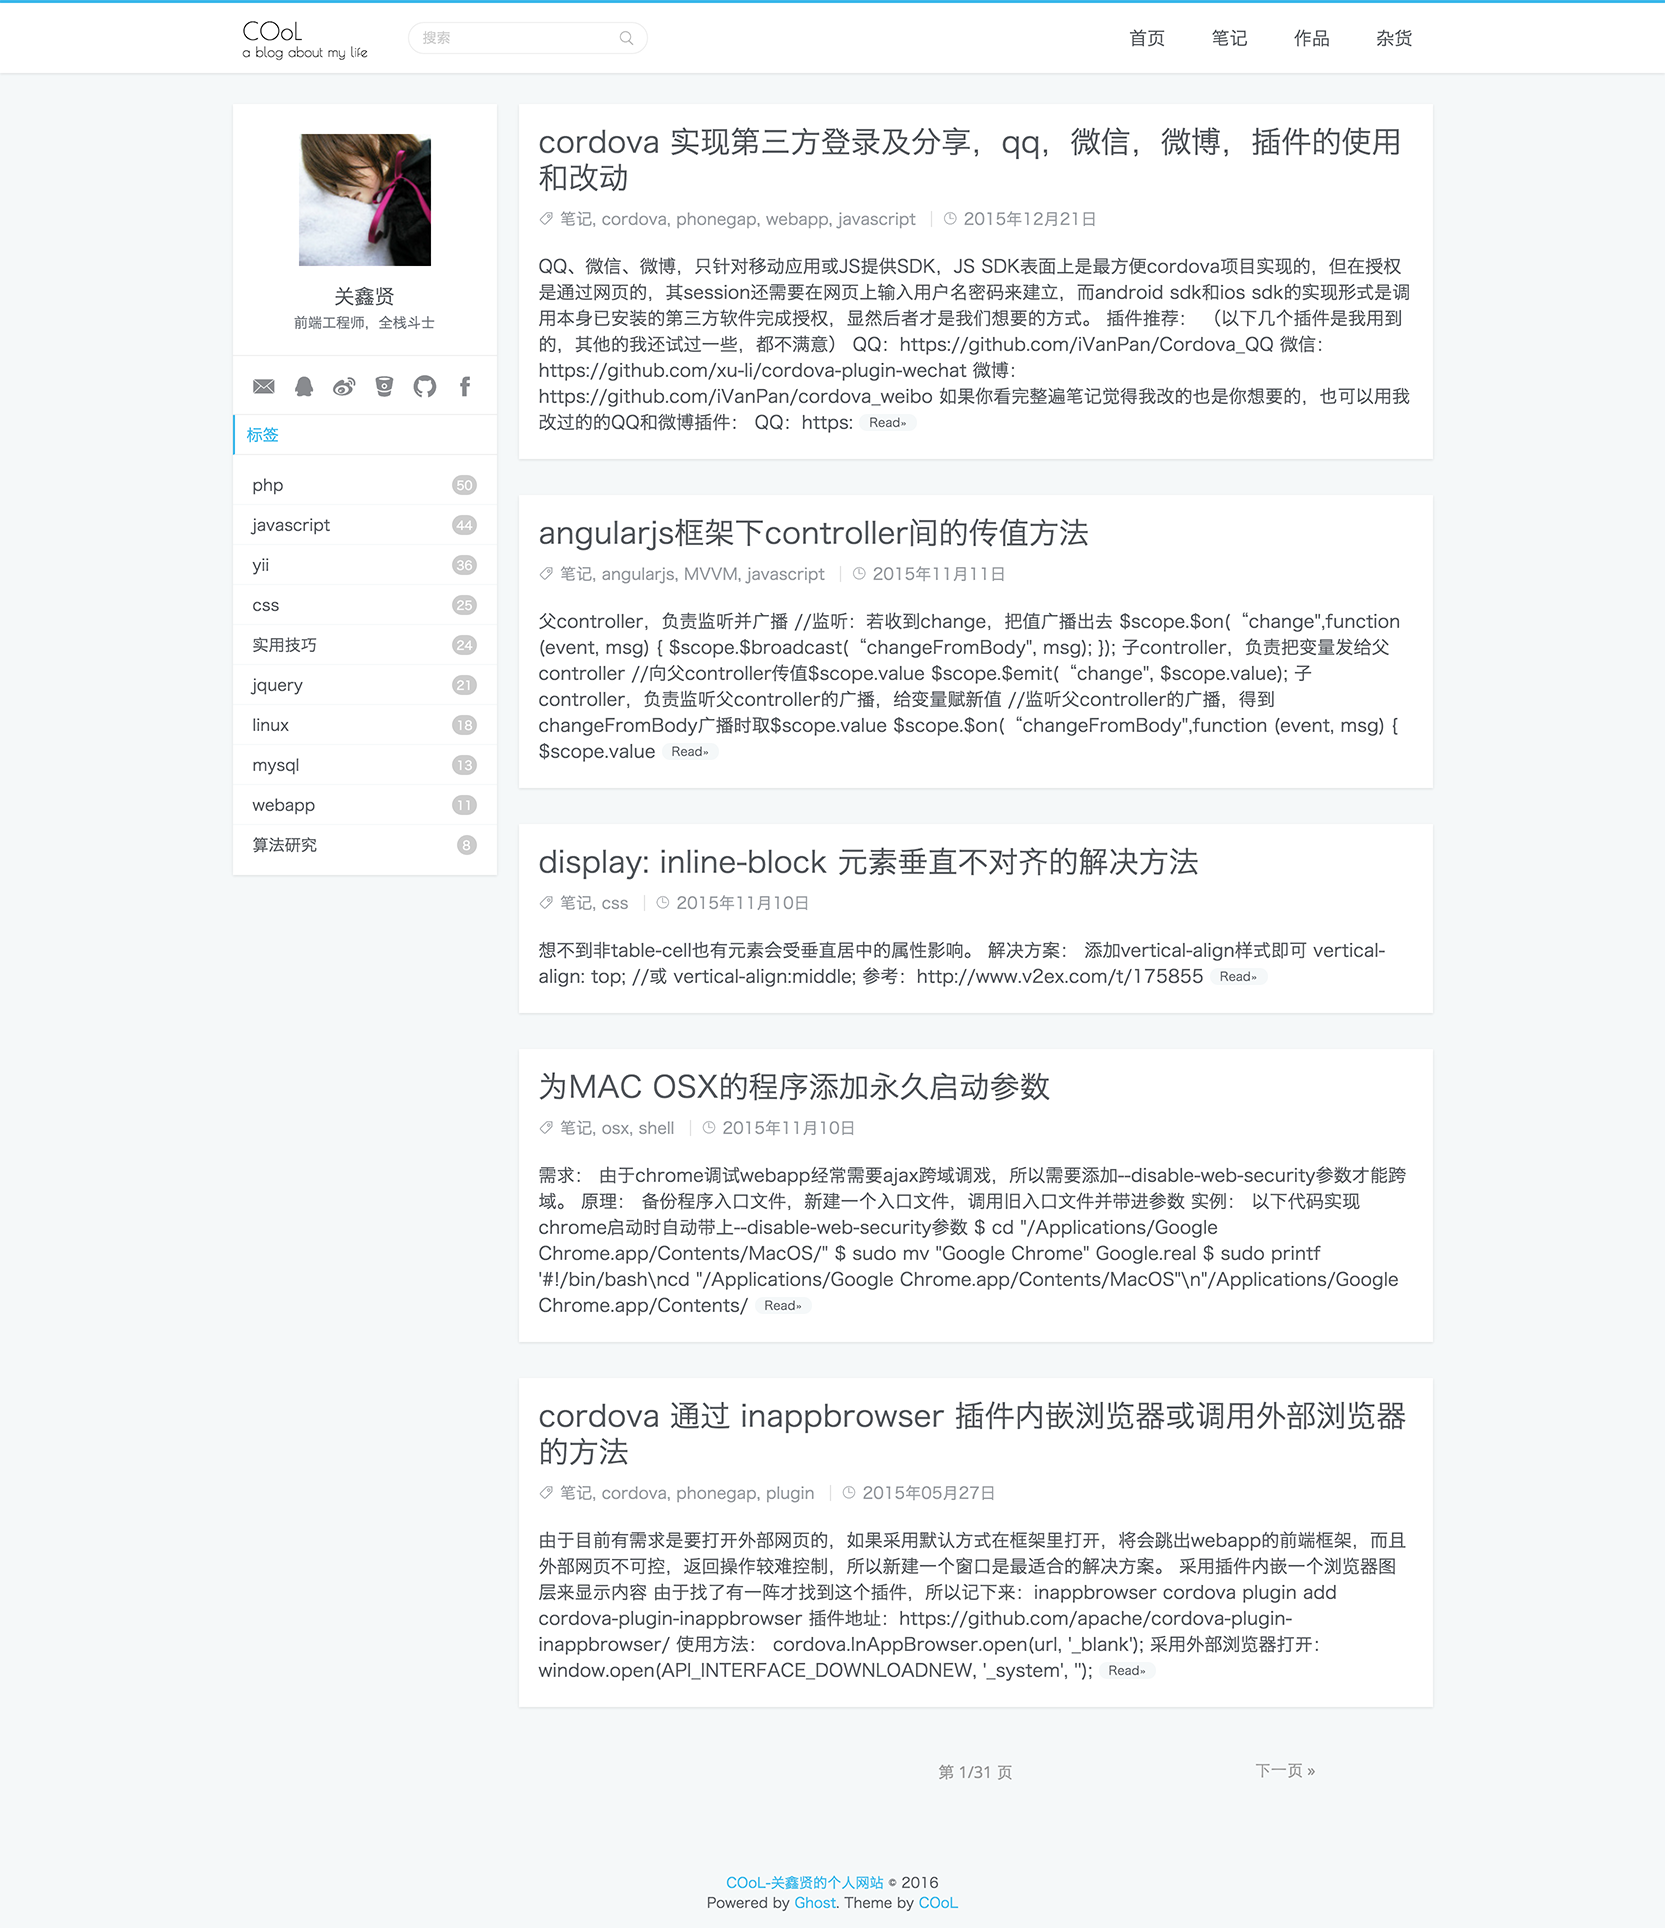 COoL
a blog about my life
搜索
首页 笔记 作品 杂货
关鑫贤
前端工程师，全栈斗士
标签
php 50
javascript 44
yii 36
css 25
实用技巧 24
jquery 21
linux 18
mysql 13
webapp 11
算法研究 8
cordova 实现第三方登录及分享，qq，微信，微博，插件的使用
和改动
笔记, cordova, phonegap, webapp, javascript 2015年12月21日
QQ、微信、微博，只针对移动应用或JS提供SDK，JS SDK表面上是最方便cordova项目实现的，但在授权
是通过网页的，其session还需要在网页上输入用户名密码来建立，而android sdk和ios sdk的实现形式是调
用本身已安装的第三方软件完成授权，显然后者才是我们想要的方式。 插件推荐： （以下几个插件是我用到
的，其他的我还试过一些，都不满意） QQ：https://github.com/iVanPan/Cordova_QQ 微信：
https://github.com/xu-li/cordova-plugin-wechat 微博：
https://github.com/iVanPan/cordova_weibo 如果你看完整遍笔记觉得我改的也是你想要的，也可以用我
改过的的QQ和微博插件： QQ：https: Read»
angularjs框架下controller间的传值方法
笔记, angularjs, MVVM, javascript 2015年11月11日
父controller，负责监听并广播 //监听：若收到change，把值广播出去 $scope.$on(“change",function
(event, msg) { $scope.$broadcast(“changeFromBody", msg); }); 子controller，负责把变量发给父
controller //向父controller传值$scope.value $scope.$emit(“change", $scope.value); 子
controller，负责监听父controller的广播，给变量赋新值 //监听父controller的广播，得到
changeFromBody广播时取$scope.value $scope.$on(“changeFromBody",function (event, msg) {
$scope.value Read»
display: inline-block 元素垂直不对齐的解决方法
笔记, css 2015年11月10日
想不到非table-cell也有元素会受垂直居中的属性影响。 解决方案： 添加vertical-align样式即可 vertical-
align: top; //或 vertical-align:middle; 参考：http://www.v2ex.com/t/175855 Read»
为MAC OSX的程序添加永久启动参数
笔记, osx, shell 2015年11月10日
需求： 由于chrome调试webapp经常需要ajax跨域调戏，所以需要添加--disable-web-security参数才能跨
域。 原理： 备份程序入口文件，新建一个入口文件，调用旧入口文件并带进参数 实例： 以下代码实现
chrome启动时自动带上--disable-web-security参数 $ cd "/Applications/Google
Chrome.app/Contents/MacOS/" $ sudo mv "Google Chrome" Google.real $ sudo printf
'#!/bin/bash\ncd "/Applications/Google Chrome.app/Contents/MacOS"\n"/Applications/Google
Chrome.app/Contents/ Read»
cordova 通过 inappbrowser 插件内嵌浏览器或调用外部浏览器
的方法
笔记, cordova, phonegap, plugin 2015年05月27日
由于目前有需求是要打开外部网页的，如果采用默认方式在框架里打开，将会跳出webapp的前端框架，而且
外部网页不可控，返回操作较难控制，所以新建一个窗口是最适合的解决方案。 采用插件内嵌一个浏览器图
层来显示内容 由于找了有一阵才找到这个插件，所以记下来：inappbrowser cordova plugin add
cordova-plugin-inappbrowser 插件地址：https://github.com/apache/cordova-plugin-
inappbrowser/ 使用方法： cordova.InAppBrowser.open(url, '_blank'); 采用外部浏览器打开：
window.open(API_INTERFACE_DOWNLOADNEW, '_system', ''); Read»
第 1/31 页 下一页 »
COoL-关鑫贤的个人网站 © 2016
Powered by Ghost. Theme by COoL